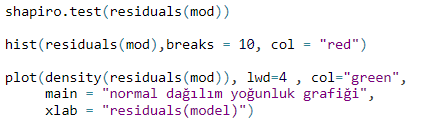 shapiro.test(residuals(mod))
hist(residuals(mod),breaks = 10, col = "red")
plot(density(residuals(mod)), lwd=4 , col="green",
main = "normal dağılım yoğunluk grafiği",
xlab = "residuals(model)")